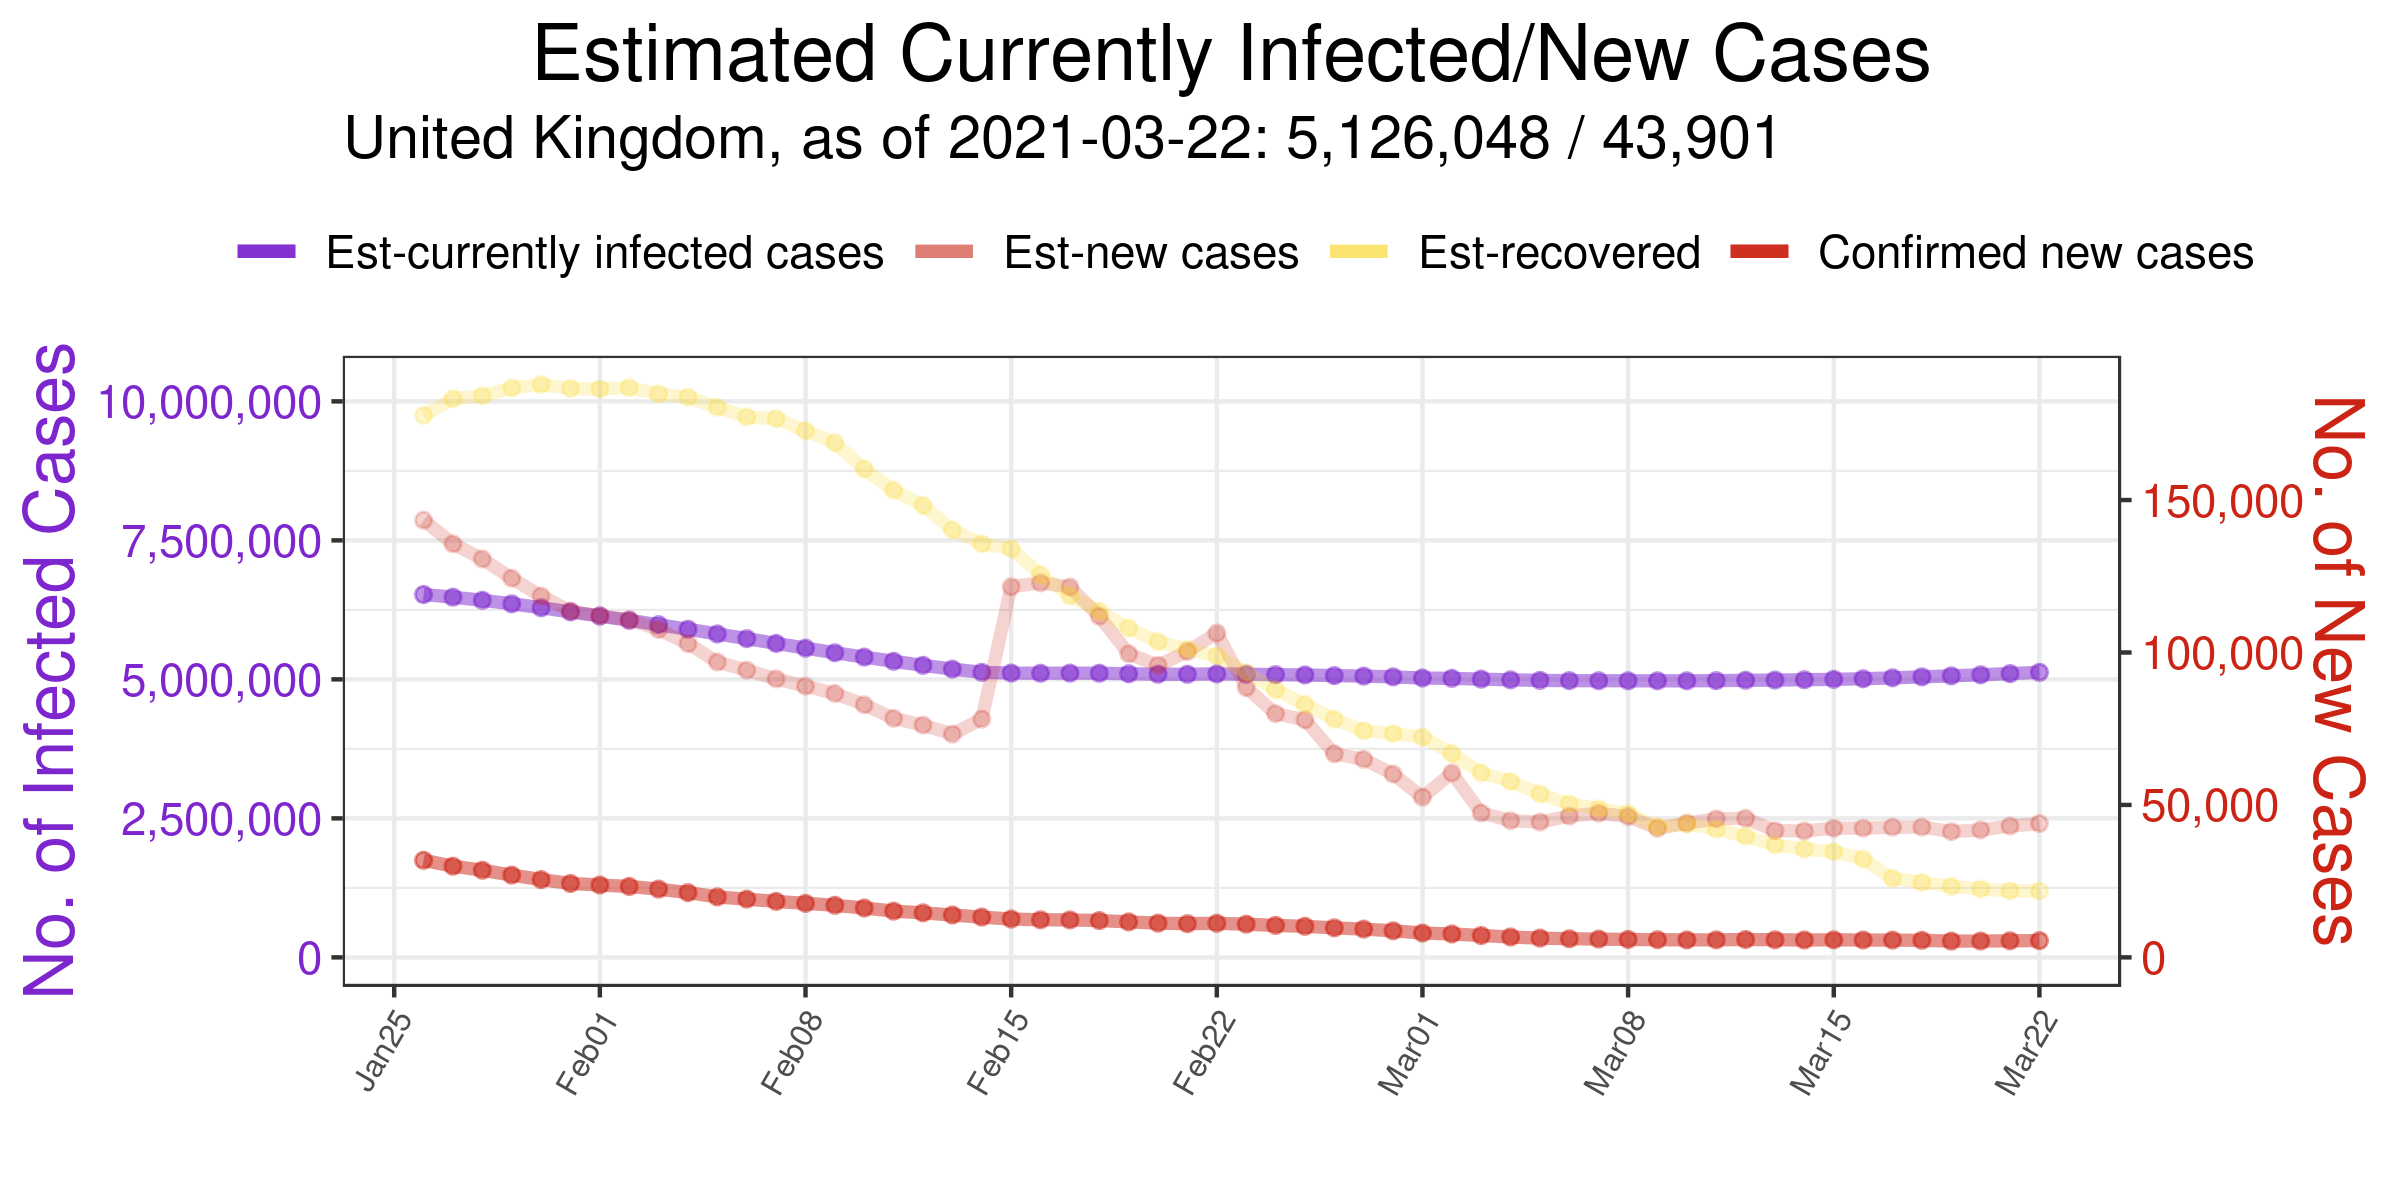 Estimated Currently Infected/New Cases
United Kingdom, as of 2021-03-22: 5,126,048 / 43,901
Est-currently infected cases Est-new cases Est-recovered Confirmed new cases
No. of Infected Cases
10,000,000
7,500,000
5,000,000
2,500,000
0
150,000
100,000
50,000
0
No. of New Cases
Jan25 Feb01 Feb08 Feb15 Feb22 Mar01 Mar08 Mar15 Mar22